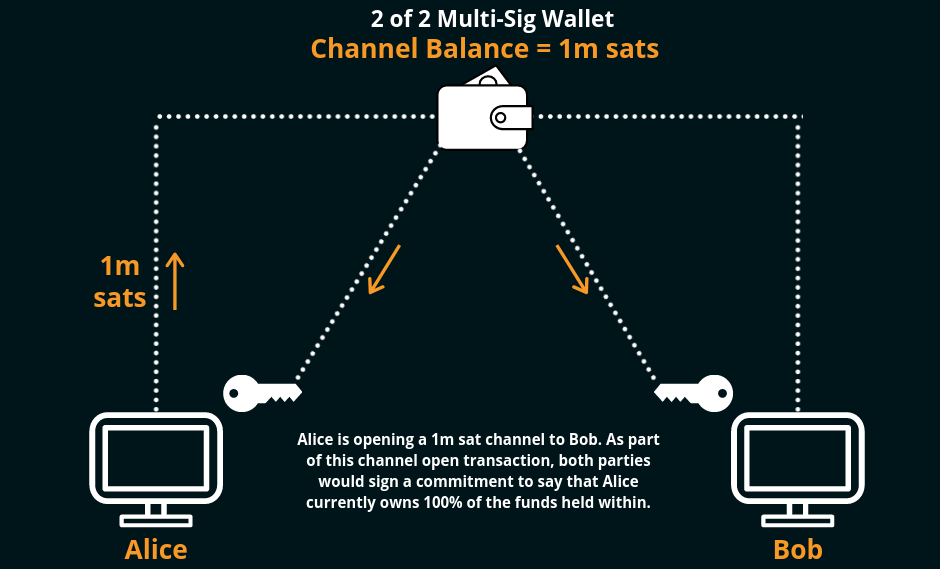 2 of 2 Multi-Sig Wallet
Channel Balance = 1m sats
1m
sats
Alice is opening a 1m sat channel to Bob. As part
of this channel open transaction, both parties
would sign a commitment to say that Alice
currently owns 100% of the funds held within.
Alice
Bob